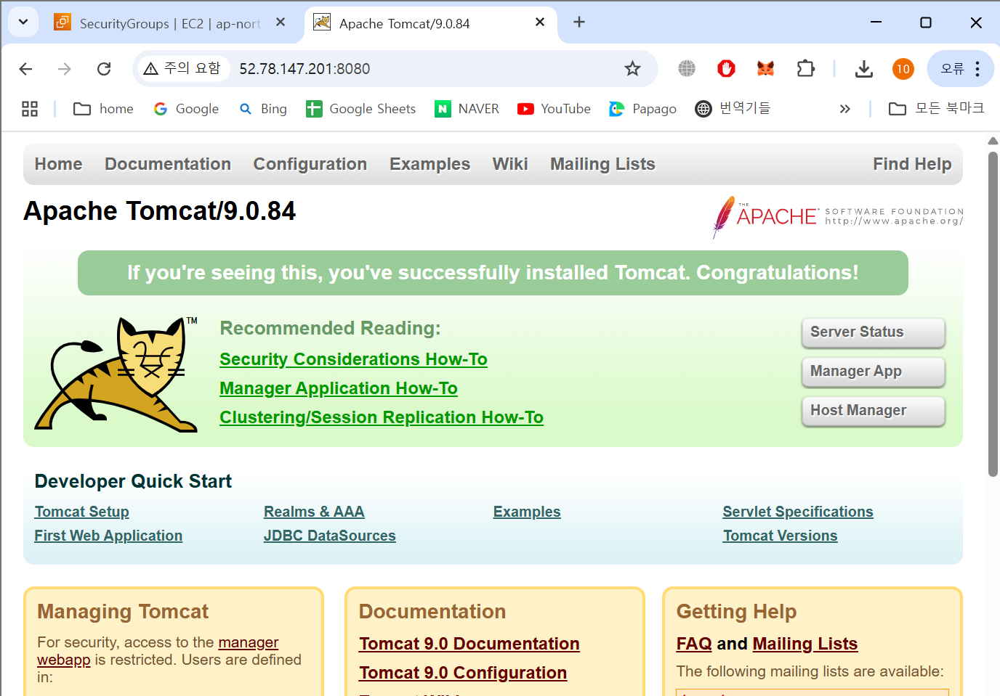 SecurityGroups | EC2 | ap-nort
Apache Tomcat/9.0.84
주의 요함
52.78.147.201:8080
10
오류
home
Google
Bing
Google Sheets
NAVER
YouTube
Papago
번역기들
모든 북마크
Home Documentation Configuration Examples Wiki Mailing Lists Find Help
Apache Tomcat/9.0.84
THE APACHE SOFTWARE FOUNDATION
http://www.apache.org/
If you're seeing this, you've successfully installed Tomcat. Congratulations!
TM
Recommended Reading:
Security Considerations How-To
Manager Application How-To
Clustering/Session Replication How-To
Server Status
Manager App
Host Manager
Developer Quick Start
Tomcat Setup
First Web Application
Realms & AAA
JDBC DataSources
Examples
Servlet Specifications
Tomcat Versions
Managing Tomcat
For security, access to the manager
webapp is restricted. Users are defined
in:
Documentation
Tomcat 9.0 Documentation
Tomcat 9.0 Configuration
Getting Help
FAQ and Mailing Lists
The following mailing lists are available: